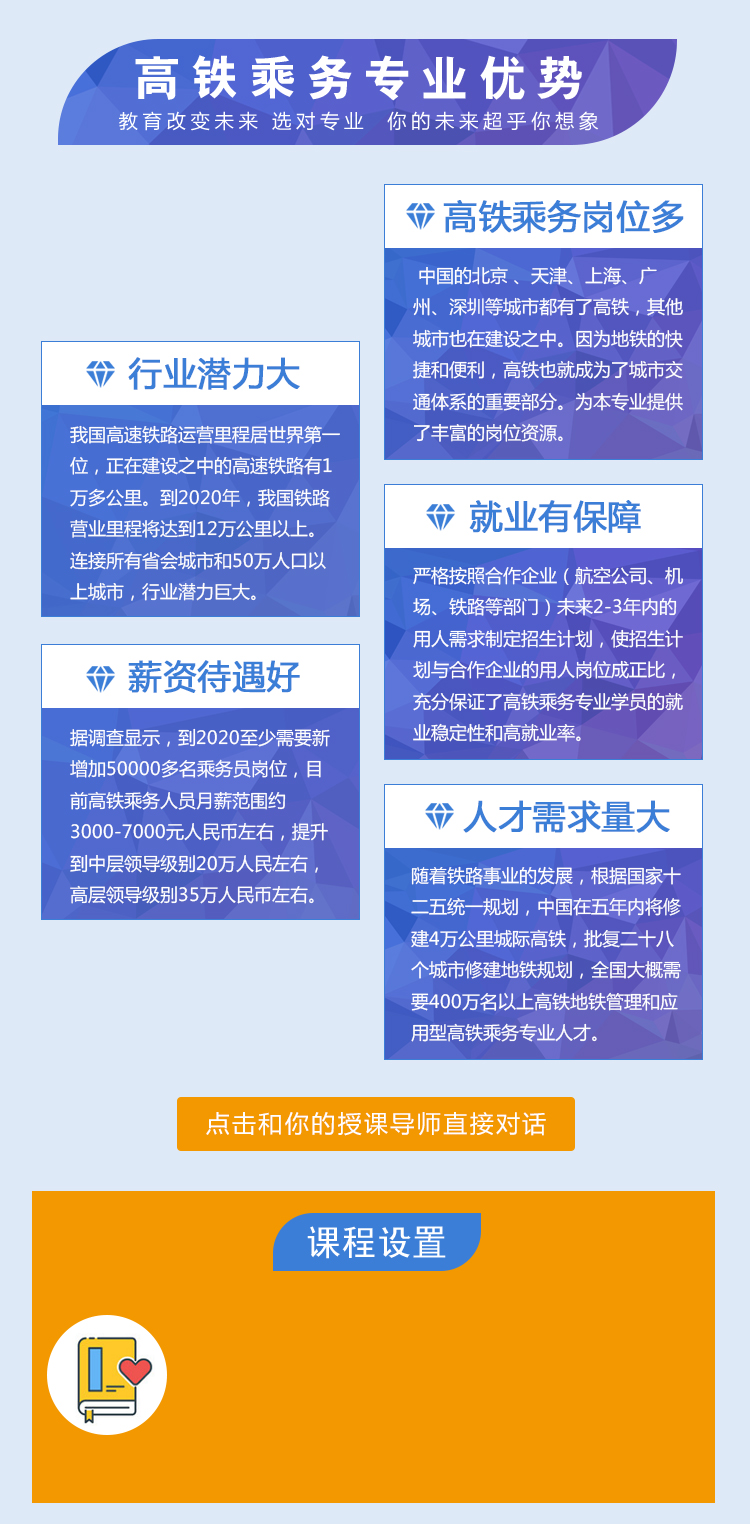 高铁乘务专业优势
教育改变未来 选对专业 你的未来超乎你想象
高铁乘务岗位多
中国的北京 、天津、上海、广
州、深圳等城市都有了高铁，其他
城市也在建设之中。因为地铁的快
捷和便利，高铁也就成为了城市交
通体系的重要部分。为本专业提供
了丰富的岗位资源。
行业潜力大
我国高速铁路运营里程居世界第一
位，正在建设之中的高速铁路有1
万多公里。到2020年，我国铁路
营业里程将达到12万公里以上。
连接所有省会城市和50万人口以
上城市，行业潜力巨大。
就业有保障
严格按照合作企业（航空公司、机
场、铁路等部门）未来2-3年内的
用人需求制定招生计划，使招生计
划与合作企业的用人岗位成正比，
充分保证了高铁乘务专业学员的就
业稳定性和高就业率。
薪资待遇好
据调查显示，到2020至少需要新
增加50000多名乘务员岗位，目
前高铁乘务人员月薪范围约
3000-7000元人民币左右，提升
到中层领导级别20万人民左右，
高层领导级别35万人民币左右。
人才需求量大
随着铁路事业的发展，根据国家十
二五统一规划，中国在五年内将修
建4万公里城际高铁，批复二十八
个城市修建地铁规划，全国大概需
要400万名以上高铁地铁管理和应
用型高铁乘务专业人才。
点击和你的授课导师直接对话
课程设置